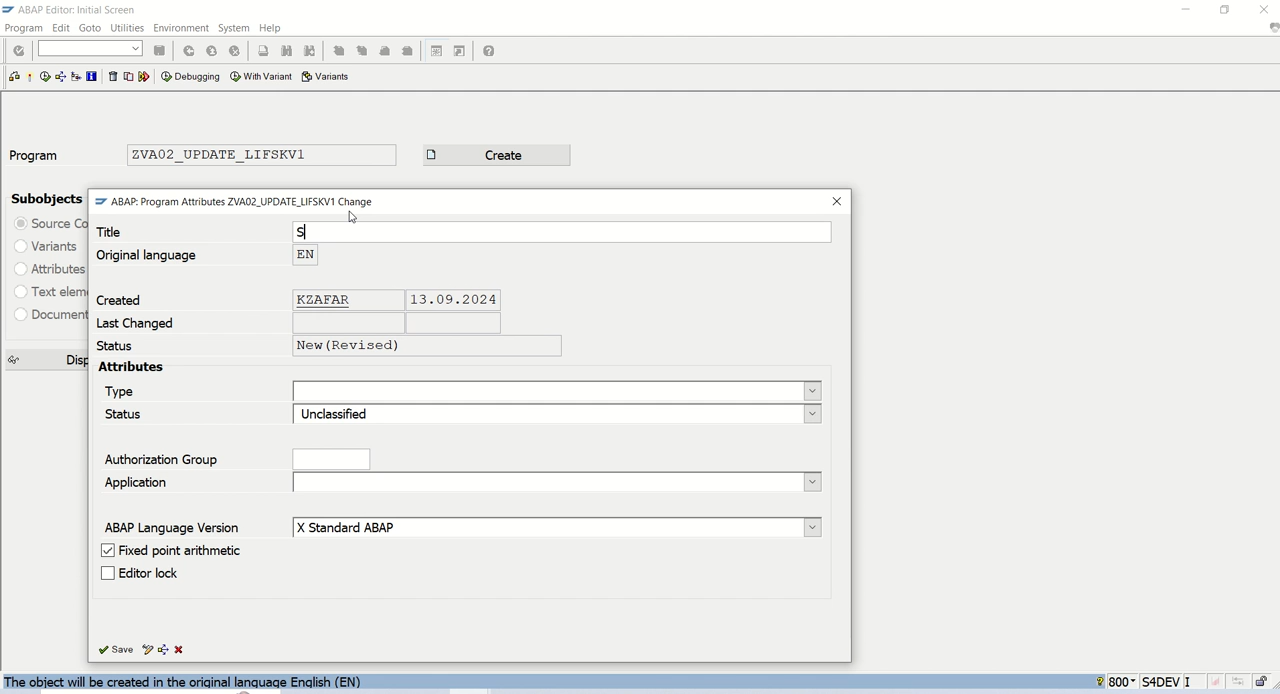 ABAP Editor: Initial Screen
Program Edit Goto Utilities Environment System Help
Debugging With Variant Variants
Program ZVA02_UPDATE_LIFSKV1 Create
Subobjects
Source Co
Variants
Attributes
Text elem
Document
Disp
ABAP: Program Attributes ZVA02_UPDATE_LIFSKV1 Change
Title S
Original language EN
Created KZAFAR 13.09.2024
Last Changed
Status New(Revised)
Attributes
Type
Status Unclassified
Authorization Group
Application
ABAP Language Version X Standard ABAP
Fixed point arithmetic
Editor lock
Save
The object will be created in the original language English (EN) 800 S4DEV I